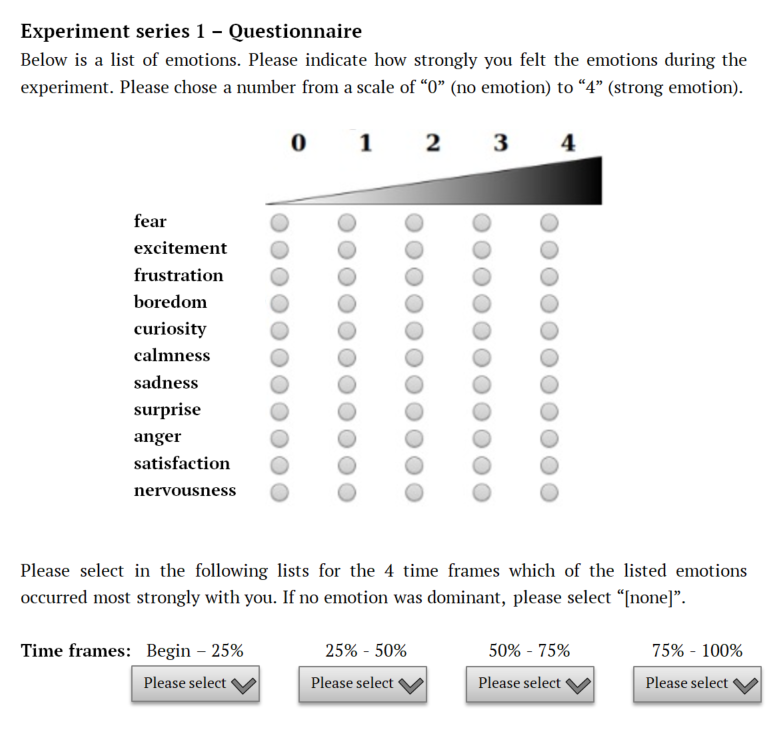 Experiment series 1 – Questionnaire
Below is a list of emotions. Please indicate how strongly you felt the emotions during the
experiment. Please chose a number from a scale of “0” (no emotion) to “4” (strong emotion).
0 1 2 3 4
fear
excitement
frustration
boredom
curiosity
calmness
sadness
surprise
anger
satisfaction
nervousness
Please select in the following lists for the 4 time frames which of the listed emotions
occurred most strongly with you. If no emotion was dominant, please select “[none]”.
Time frames: Begin – 25% 25% - 50% 50% - 75% 75% - 100%
Please select Please select Please select Please select